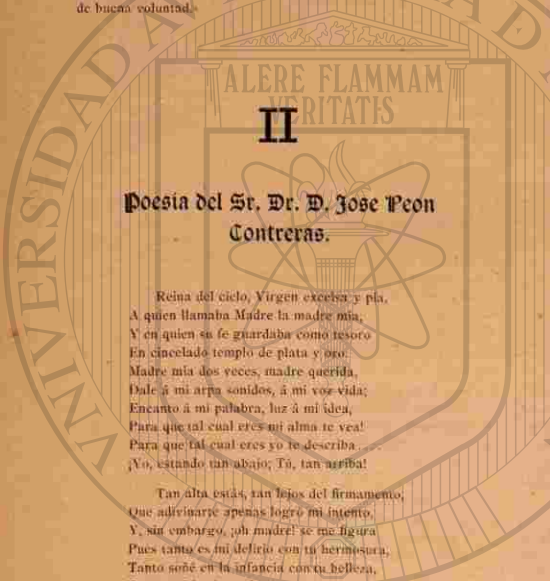 de buena voluntad.»
UNIVERSIDAD
ALERE FLAMMAM
VERITATIS
II
Poesía del Sr. Dr. D. Jose Peon
Contreras.
Reina del cielo, Virgen excelsa y pía,
A quien llamaba Madre la madre mía;
Y en quien su fe guardaba como tesoro
En cincelado templo de plata y oro.
Madre mía dos veces, madre querida,
Dale á mi arpa sonidos, á mi voz vida;
Encanto á mi palabra, luz á mi idea,
Para que tal cual eres mi alma te vea!
Para que tal cual eres yo te describa.....
¡Yo, estando tan abajo; Tú, tan arriba!
Tan alta estás, tan lejos del firmamento,
Que adivinarte apenas logró mi intento,
Y, sin embargo, ¡oh madre! se me figura
Pues tanto es mi delirio con tu hermosura,
Tanto soñé en la infancia con tu belleza,